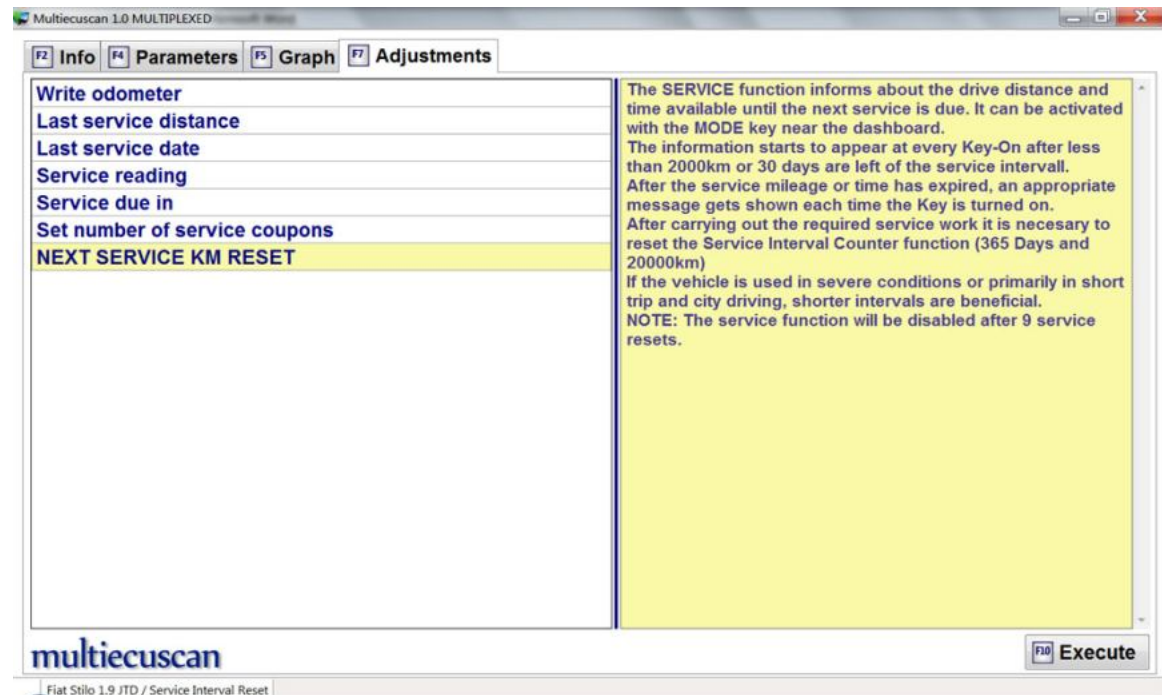 Multiecuscan 1.0 MULTIPLEXED
F2 Info F4 Parameters F5 Graph F7 Adjustments
Write odometer
Last service distance
Last service date
Service reading
Service due in
Set number of service coupons
NEXT SERVICE KM RESET
The SERVICE function informs about the drive distance and
time available until the next service is due. It can be activated
with the MODE key near the dashboard.
The information starts to appear at every Key-On after less
than 2000km or 30 days are left of the service intervall.
After the service mileage or time has expired, an appropriate
message gets shown each time the Key is turned on.
After carrying out the required service work it is necesary to
reset the Service Interval Counter function (365 Days and
20000km)
If the vehicle is used in severe conditions or primarily in short
trip and city driving, shorter intervals are beneficial.
NOTE: The service function will be disabled after 9 service
resets.
multiecuscan
F10 Execute
Fiat Stilo 1.9 JTD / Service Interval Reset